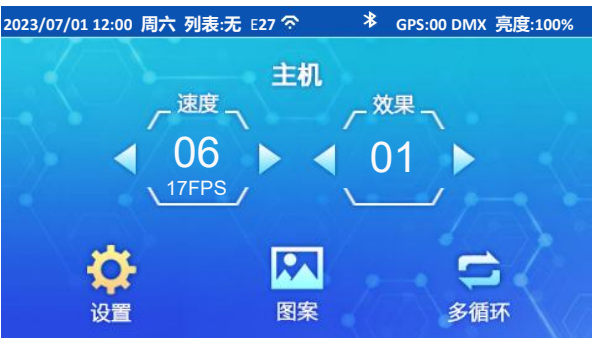 2023/07/01 12:00 周六 列表:无 E27 GPS:00 DMX 亮度:100%
主机
速度 效果
06 01
17FPS
设置 图案 多循环